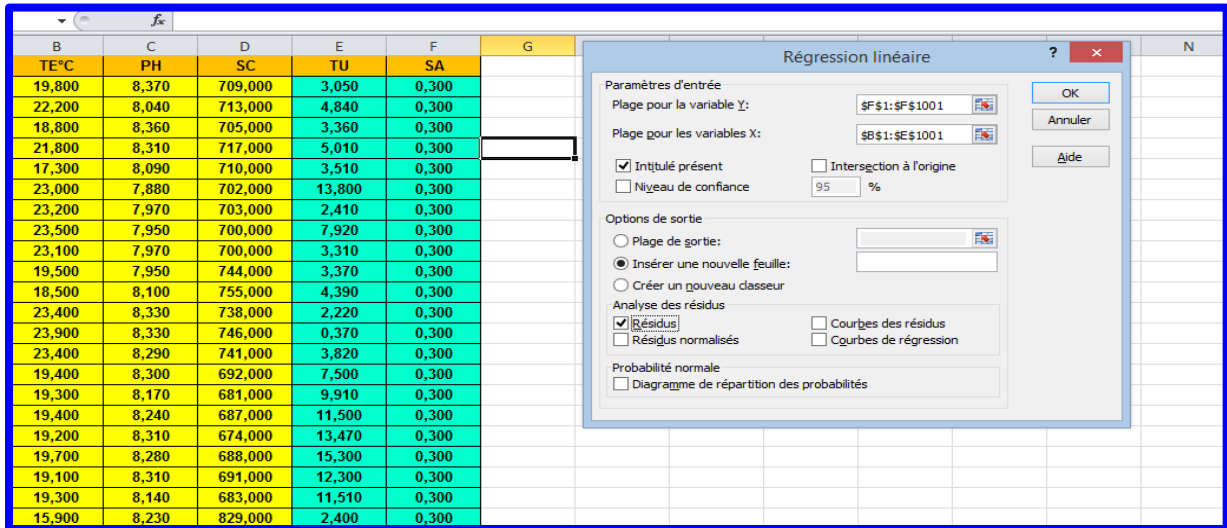 fx
B C D E F G N
TE°C PH SC TU SA
19,800 8,370 709,000 3,050 0,300
22,200 8,040 713,000 4,840 0,300
18,800 8,360 705,000 3,360 0,300
21,800 8,310 717,000 5,010 0,300
17,300 8,090 710,000 3,510 0,300
23,000 7,880 702,000 13,800 0,300
23,200 7,970 703,000 2,410 0,300
23,500 7,950 700,000 7,920 0,300
23,100 7,970 700,000 3,310 0,300
19,500 7,950 744,000 3,370 0,300
18,500 8,100 755,000 4,390 0,300
23,400 8,330 738,000 2,220 0,300
23,900 8,330 746,000 0,370 0,300
23,400 8,290 741,000 3,820 0,300
19,400 8,300 692,000 7,500 0,300
19,300 8,170 681,000 9,910 0,300
19,400 8,240 687,000 11,500 0,300
19,200 8,310 674,000 13,470 0,300
19,700 8,280 688,000 15,300 0,300
19,100 8,310 691,000 12,300 0,300
19,300 8,140 683,000 11,510 0,300
15,900 8,230 829,000 2,400 0,300
Régression linéaire ? ×
Paramètres d'entrée
Plage pour la variable Y: $F$1:$F$1001
Plage pour les variables X: $B$1:$E$1001
Intitulé présent Intersection à l'origine
Niveau de confiance 95 %
OK
Annuler
Aide
Options de sortie
Plage de sortie:
Insérer une nouvelle feuille:
Créer un nouveau classeur
Analyse des résidus
Résidus Courbes des résidus
Résidus normalisés Courbes de régression
Probabilité normale
Diagramme de répartition des probabilités